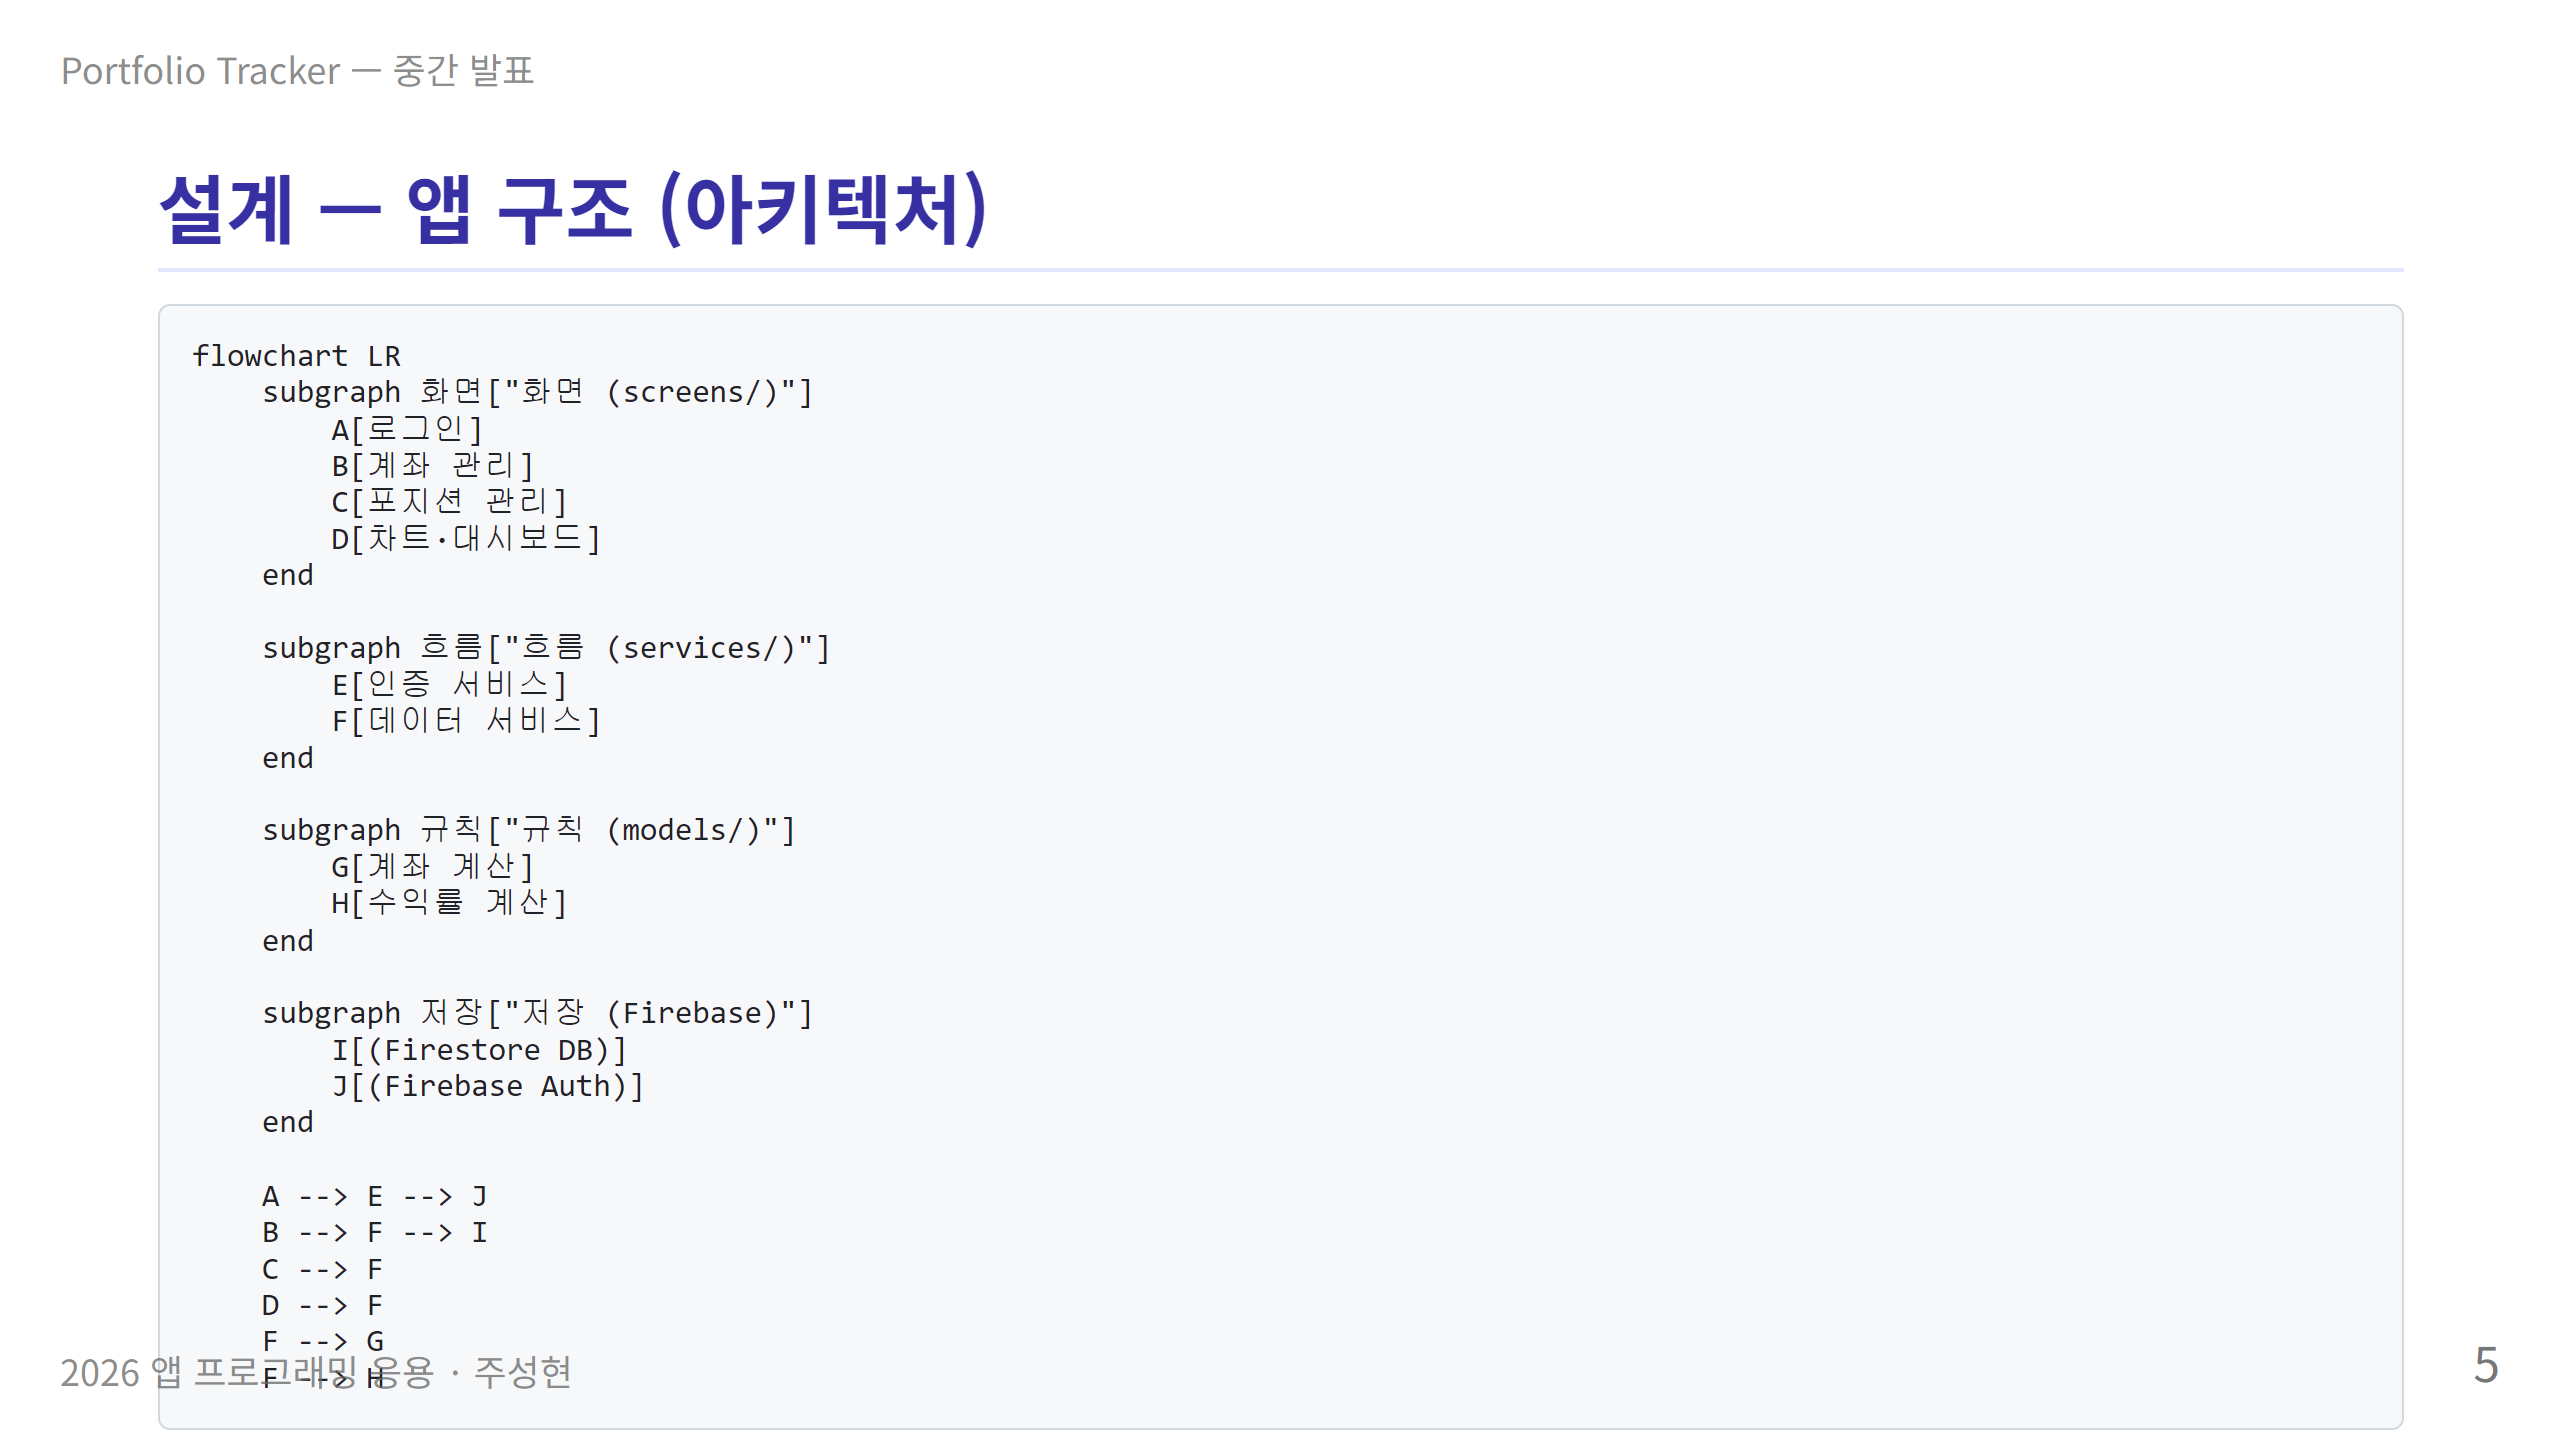 Portfolio Tracker — 중간 발표
설계 — 앱 구조 (아키텍처)
flowchart LR
    subgraph 화면["화면 (screens/)"]
        A[로그인]
        B[계좌 관리]
        C[포지션 관리]
        D[차트·대시보드]
    end

    subgraph 흐름["흐름 (services/)"]
        E[인증 서비스]
        F[데이터 서비스]
    end

    subgraph 규칙["규칙 (models/)"]
        G[계좌 계산]
        H[수익률 계산]
    end

    subgraph 저장["저장 (Firebase)"]
        I[(Firestore DB)]
        J[(Firebase Auth)]
    end

    A --> E --> J
    B --> F --> I
    C --> F
    D --> F
    F --> G
    F --> H
2026 앱 프로그래밍 응용 · 주성현
5